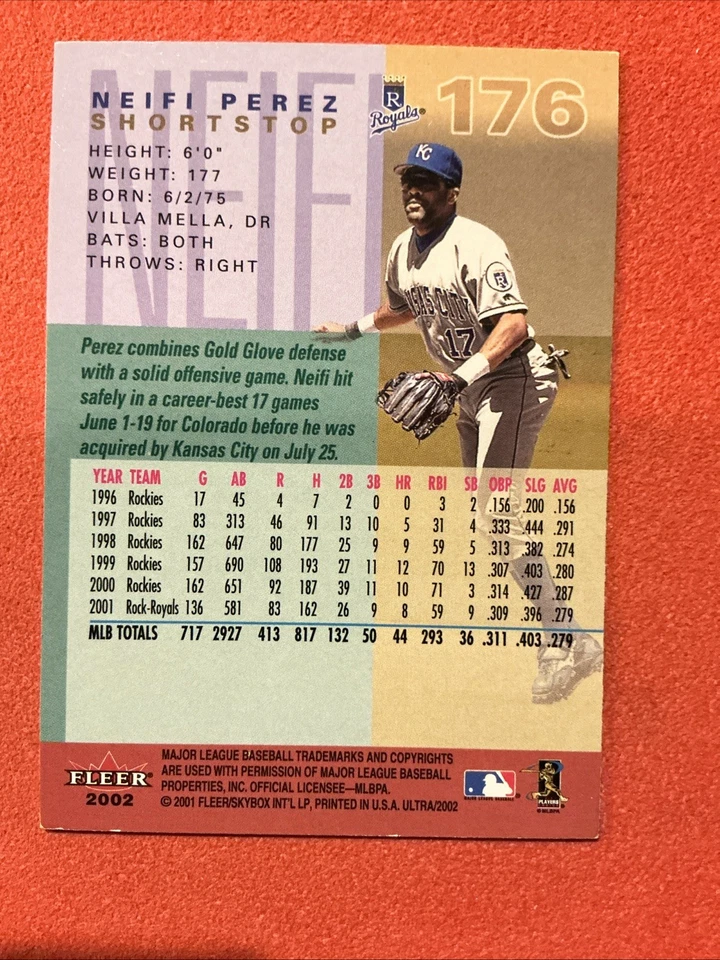 NEIFI
NEIFI PEREZ
SHORTSTOP
HEIGHT: 6'0"
WEIGHT: 177
BORN: 6/2/75
VILLA MELLA, DR
BATS: BOTH
THROWS: RIGHT
R
Royals
176
KC
R
KANSAS CITY
17
Perez combines Gold Glove defense
with a solid offensive game. Neifi hit
safely in a career-best 17 games
June 1-19 for Colorado before he was
acquired by Kansas City on July 25.
YEAR TEAM G AB R H 2B 3B HR RBI SB OBP SLG AVG
1996 Rockies 17 45 4 7 2 0 0 3 2 .156 .200 .156
1997 Rockies 83 313 46 91 13 10 5 31 4 .333 .444 .291
1998 Rockies 162 647 80 177 25 9 9 59 5 .313 .382 .274
1999 Rockies 157 690 108 193 27 11 12 70 13 .307 .403 .280
2000 Rockies 162 651 92 187 39 11 10 71 3 .314 .427 .287
2001 Rock-Royals 136 581 83 162 26 9 8 59 9 .309 .396 .279
MLB TOTALS 717 2927 413 817 132 50 44 293 36 .311 .403 .279
FLEER
2002
MAJOR LEAGUE BASEBALL TRADEMARKS AND COPYRIGHTS
ARE USED WITH PERMISSION OF MAJOR LEAGUE BASEBALL
PROPERTIES, INC. OFFICIAL LICENSEE—MLBPA.
© 2001 FLEER/SKYBOX INT'L LP, PRINTED IN U.S.A. ULTRA/2002
MAJOR LEAGUE BASEBALL
PLAYERS
©MLBPA